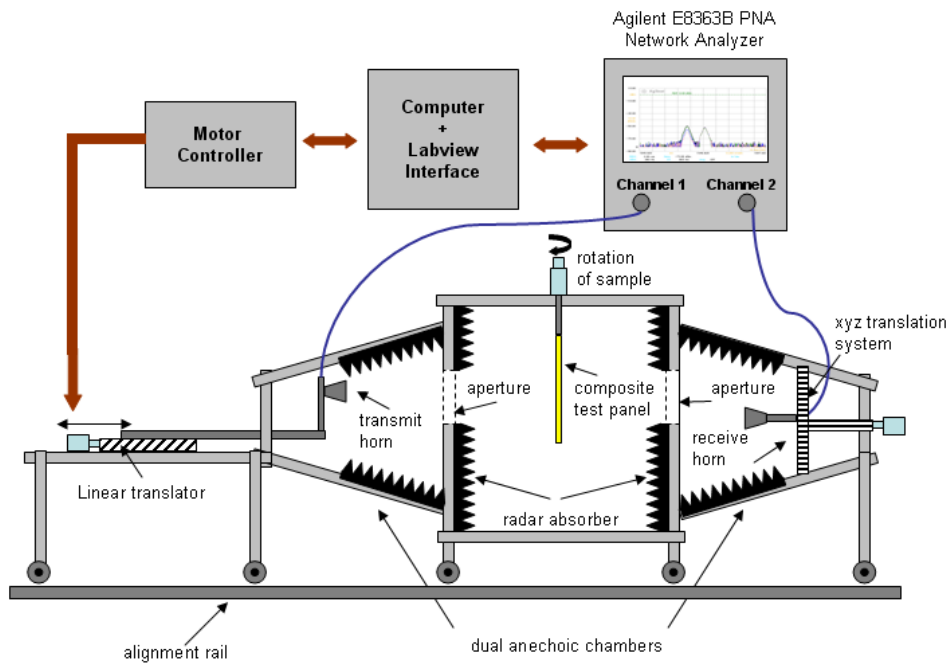 Agilent E8363B PNA
Network Analyzer
Motor
Controller
Computer
+
Labview
Interface
Channel 1
Channel 2
rotation
of sample
xyz translation
system
aperture
composite
test panel
aperture
transmit
horn
receive
horn
Linear translator
radar absorber
dual anechoic chambers
alignment rail